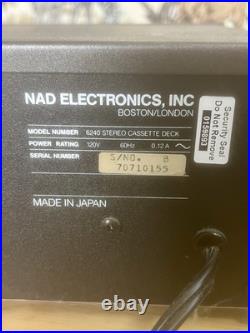 NAD ELECTRONICS, INC
BOSTON/LONDON
MODEL NUMBER 6240 STEREO CASSETTE DECK
POWER RATING 120V 60Hz 0.12 A
SERIAL NUMBER S/NO. B
70710155
MADE IN JAPAN
Security Seal
Do Not Remove
0159893